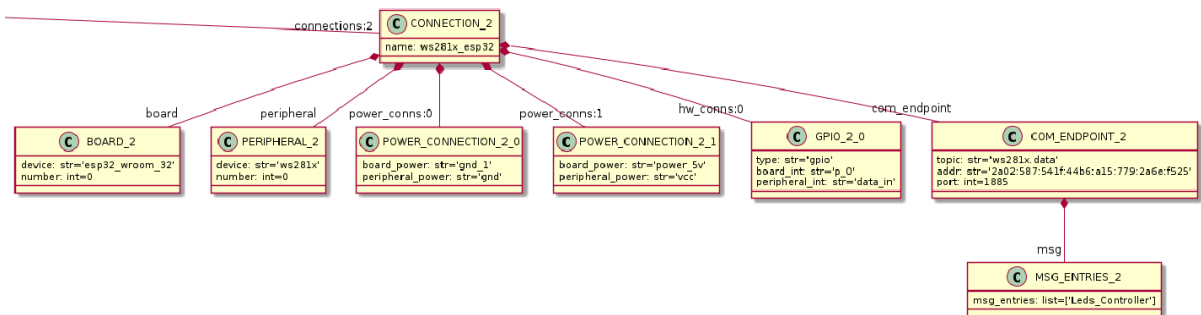 connections:2
C CONNECTION_2
name: ws281x_esp32
board
peripheral
power_conns:0
power_conns:1
hw_conns:0
com_endpoint
C BOARD_2
device: str='esp32_wroom_32'
number: int=0
C PERIPHERAL_2
device: str='ws281x'
number: int=0
C POWER_CONNECTION_2_0
board_power: str='gnd_1'
peripheral_power: str='gnd'
C POWER_CONNECTION_2_1
board_power: str='power_5v'
peripheral_power: str='vcc'
C GPIO_2_0
type: str="gpio'
board_int: str='p_0'
peripheral_int: str='data_in'
C COM_ENDPOINT_2
topic: str="ws281x.data'
addr: str='2a02:587:541f:44b6:a15:779:2a6e:f525'
port: int=1885
msg
C MSG_ENTRIES_2
msg_entries: list=['Leds_Controller']